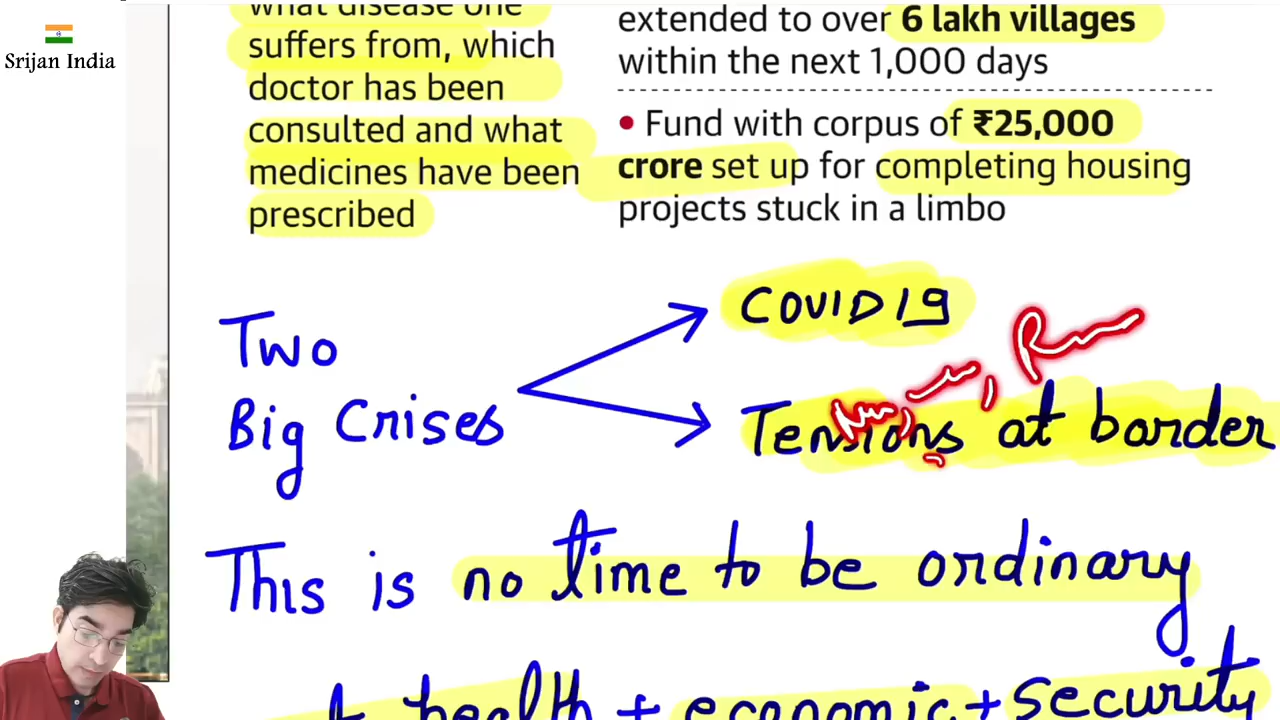 Srijan India
what disease one
suffers from, which
doctor has been
consulted and what
medicines have been
prescribed
extended to over 6 lakh villages
within the next 1,000 days
• Fund with corpus of ₹25,000
crore set up for completing housing
projects stuck in a limbo
Two
Big Crises
COVID19
Tensions at border
This is no time to be ordinary
health + economic + security